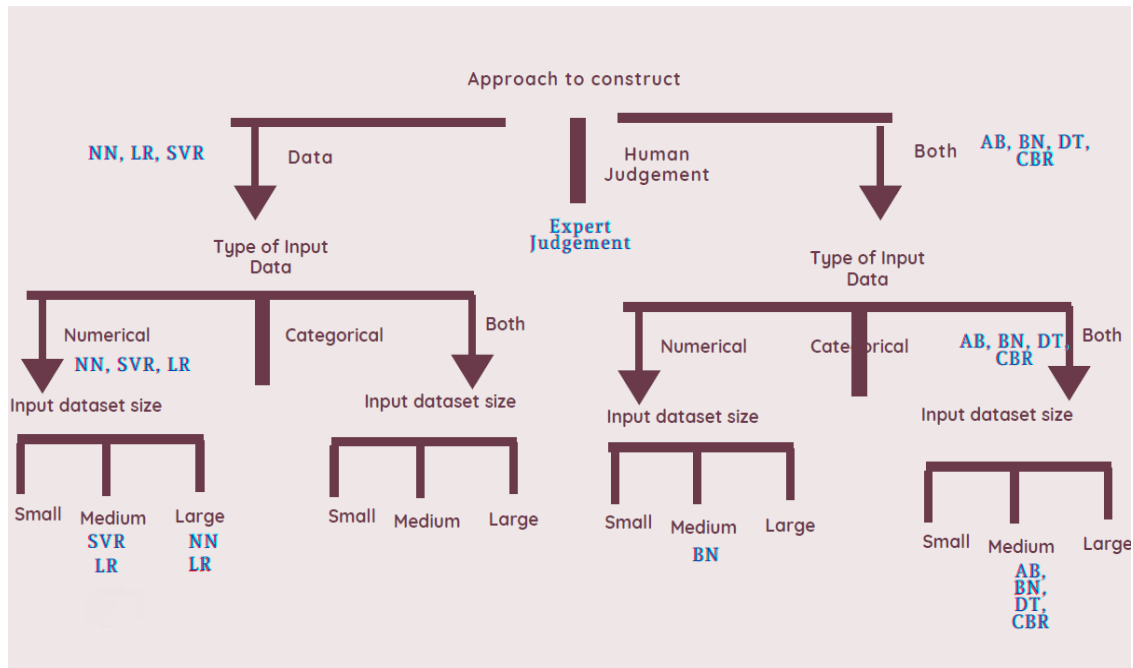 Approach to construct
NN, LR, SVR
Data
Human
Judgement
Both
AB, BN, DT,
CBR
Expert
Judgement
Type of Input
Data
Type of Input
Data
Numerical
Categorical
Both
NN, SVR, LR
Numerical
Categorical
AB, BN, DT,
CBR
Both
Input dataset size
Input dataset size
Input dataset size
Input dataset size
Small
Medium
Large
SVR
LR
NN
LR
Small
Medium
Large
Small
Medium
Large
BN
Small
Medium
Large
AB,
BN,
DT,
CBR